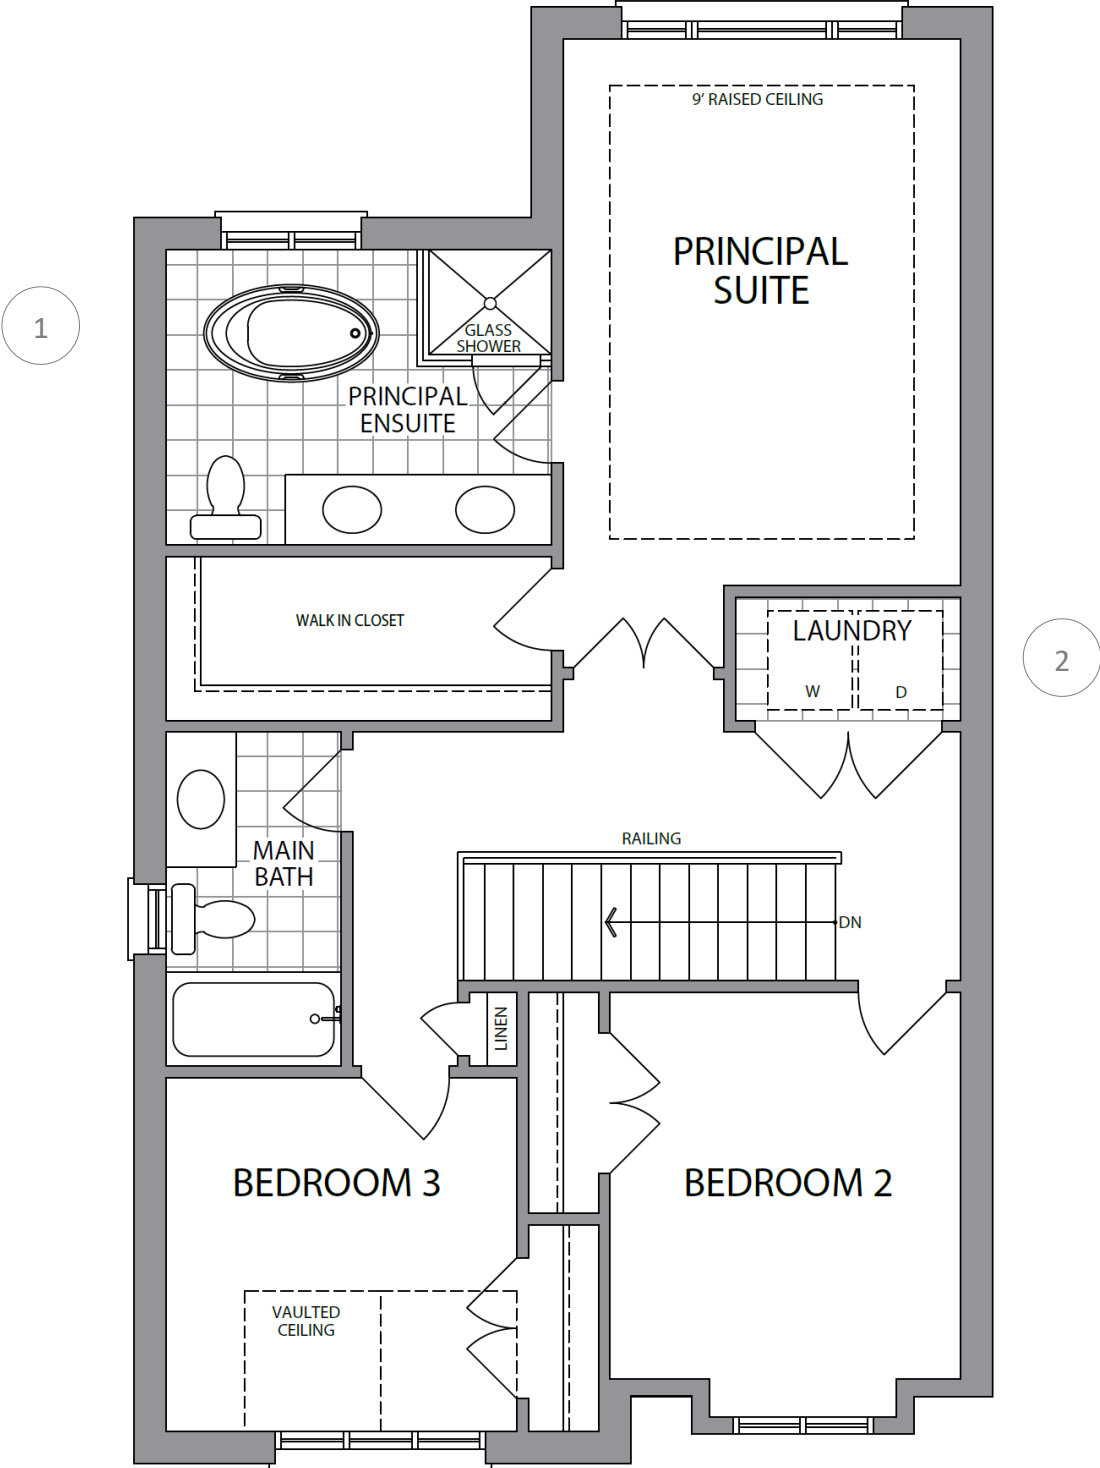 9' RAISED CEILING
PRINCIPAL
SUITE
1
GLASS
SHOWER
PRINCIPAL
ENSUITE
WALK IN CLOSET
LAUNDRY
W
D
2
RAILING
MAIN
BATH
DN
LINEN
BEDROOM 3
BEDROOM 2
VAULTED
CEILING